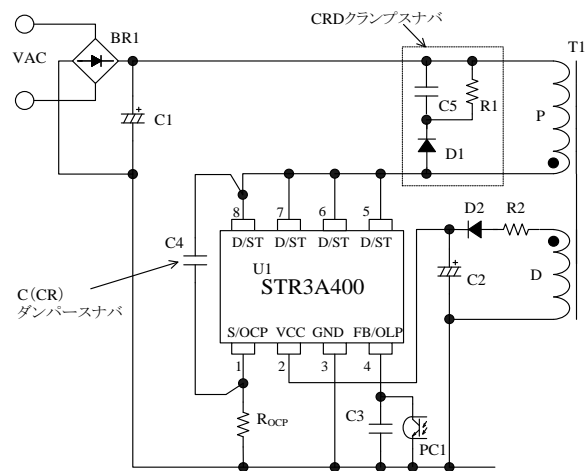 CRDクランプスナバ
VAC
BR1
T1
C1
C5
R1
P
D1
8 7 6 5
D/ST D/ST D/ST D/ST
D2 R2
C4
U1
STR3A400
C2
D
C(CR)
ダンパースナバ
S/OCP VCC GND FB/OLP
1 2 3 4
ROCP
C3
PC1